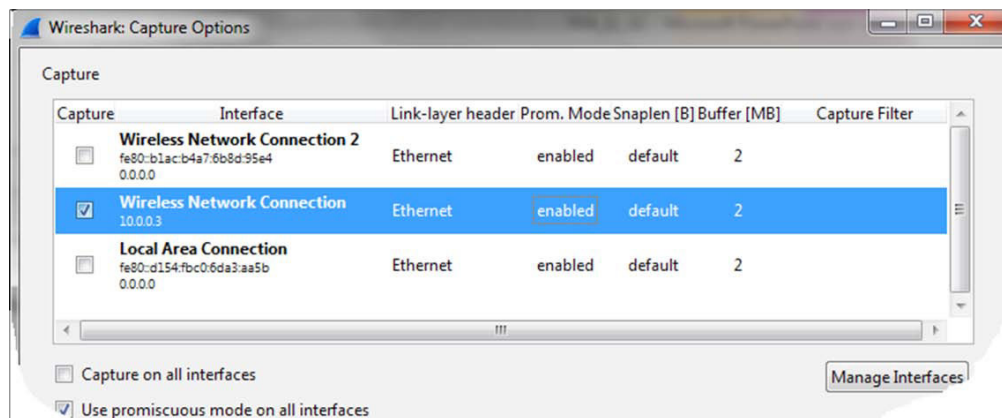 Wireshark: Capture Options
Capture
Capture Interface Link-layer header Prom. Mode Snaplen [B] Buffer [MB] Capture Filter
Wireless Network Connection 2
fe80::b1ac:b4a7:6b8d:95e4
0.0.0.0
Ethernet enabled default 2
Wireless Network Connection
10.0.0.3
Ethernet enabled default 2
Local Area Connection
fe80::d154:fbc0:6da3:aa5b
0.0.0.0
Ethernet enabled default 2
Capture on all interfaces
Manage Interfaces
Use promiscuous mode on all interfaces